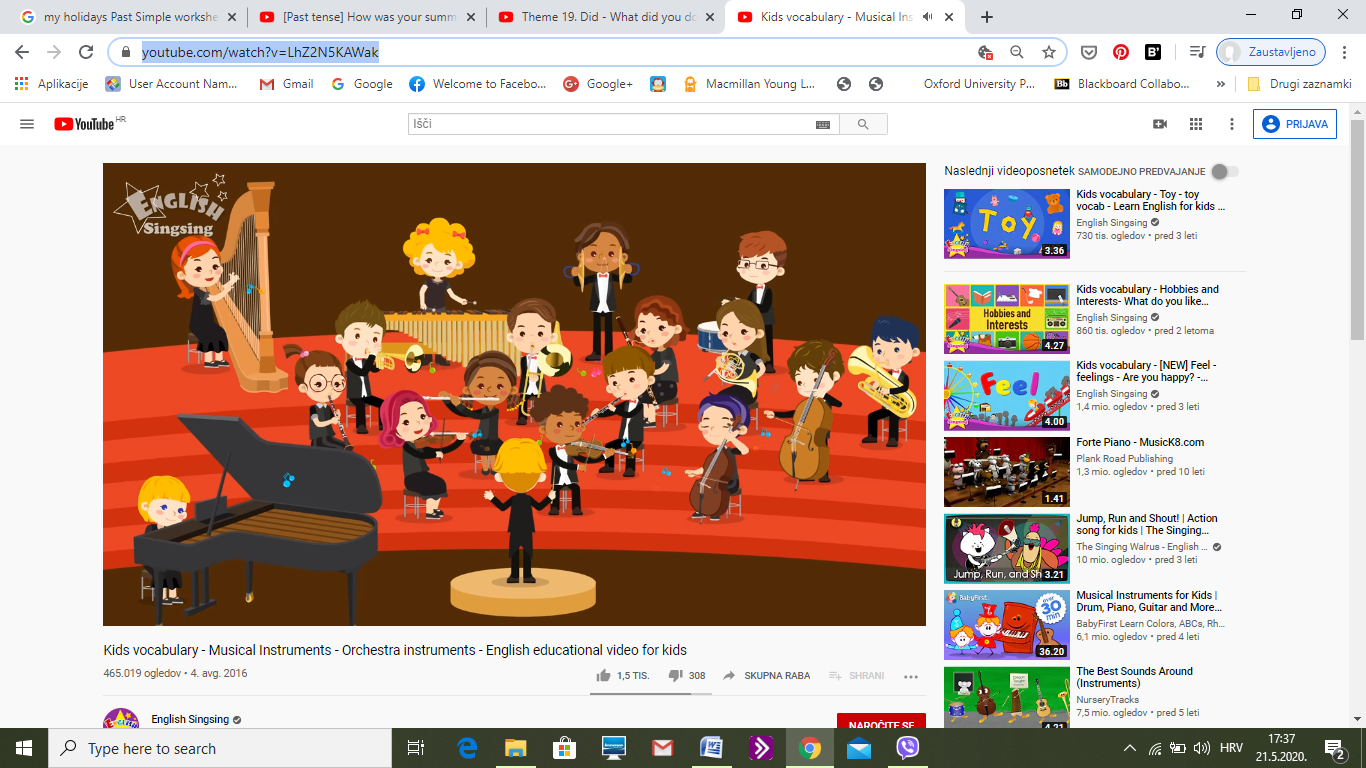 my holidays Past Simple workshe
[Past tense] How was your summ
Theme 19. Did - What did you do
Kids vocabulary - Musical Ins
youtube.com/watch?v=LhZ2N5KAWak
Zaustavljeno
Aplikacije
User Account Nam...
Gmail
Google
Welcome to Facebo...
Google+
Macmillan Young L...
Oxford University P...
Bb
Blackboard Collabo...
»
Drugi zaznamki
YouTube HR
Išči
PRIJAVA
ENGLISH
Singsing
Naslednji videoposnetek
SAMODEJNO PREDVAJANJE
Toy
3.36
Kids vocabulary - Toy - toy
vocab - Learn English for kids ...
English Singsing
730 tis. ogledov • pred 3 leti
Hobbies and
Interests
4.27
Kids vocabulary - Hobbies and
Interests- What do you like...
English Singsing
860 tis. ogledov • pred 2 letoma
Feel
4.00
Kids vocabulary - [NEW] Feel -
feelings - Are you happy? -...
English Singsing
1,4 mio. ogledov • pred 3 leti
1.41
Forte Piano - MusicK8.com
Plank Road Publishing
1,3 mio. ogledov • pred 10 leti
Jump, Run, and Sh
3.21
Jump, Run and Shout! | Action
song for kids | The Singing...
The Singing Walrus - English ...
10 mio. ogledov • pred 3 leti
BabyFirst
over
30
min
36.20
Musical Instruments for Kids |
Drum, Piano, Guitar and More...
BabyFirst Learn Colors, ABCs, Rh...
6,1 mio. ogledov • pred 4 leti
4.21
The Best Sounds Around
(Instruments)
NurseryTracks
7,5 mio. ogledov • pred 5 leti
Kids vocabulary - Musical Instruments - Orchestra instruments - English educational video for kids
465.019 ogledov • 4. avg. 2016
1,5 TIS.
308
SKUPNA RABA
SHRANI
English Singsing
NAROČITE SE
Type here to search
HRV
17:37
21.5.2020.
2